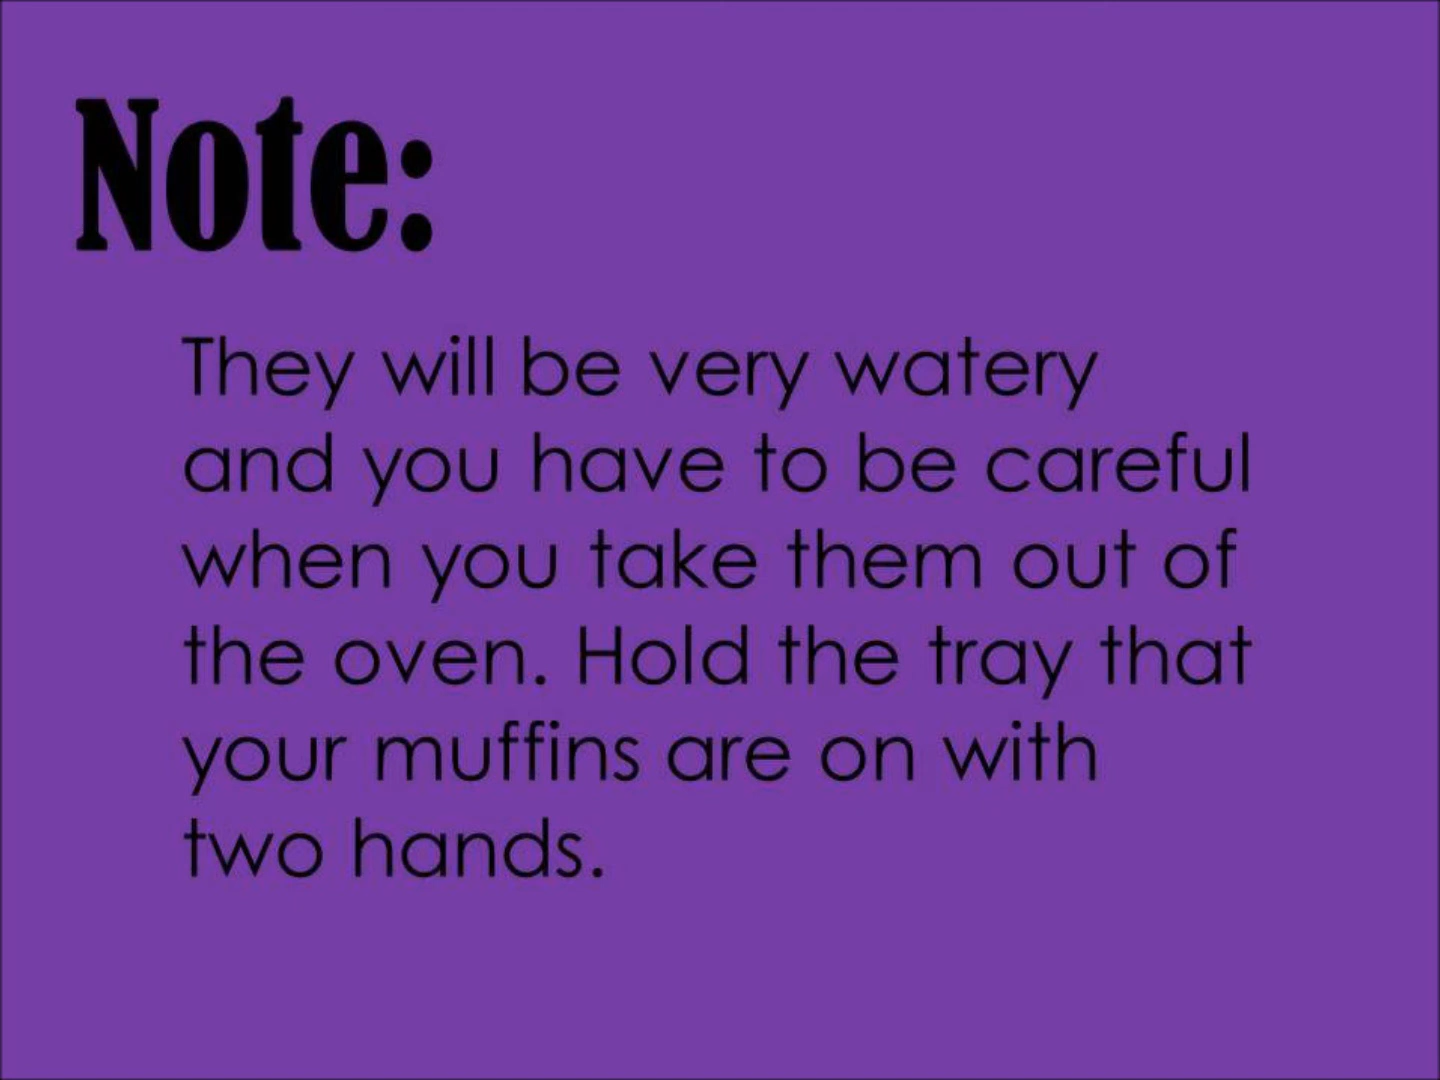 Note:
They will be very watery
and you have to be careful
when you take them out of
the oven. Hold the tray that
your muffins are on with
two hands.